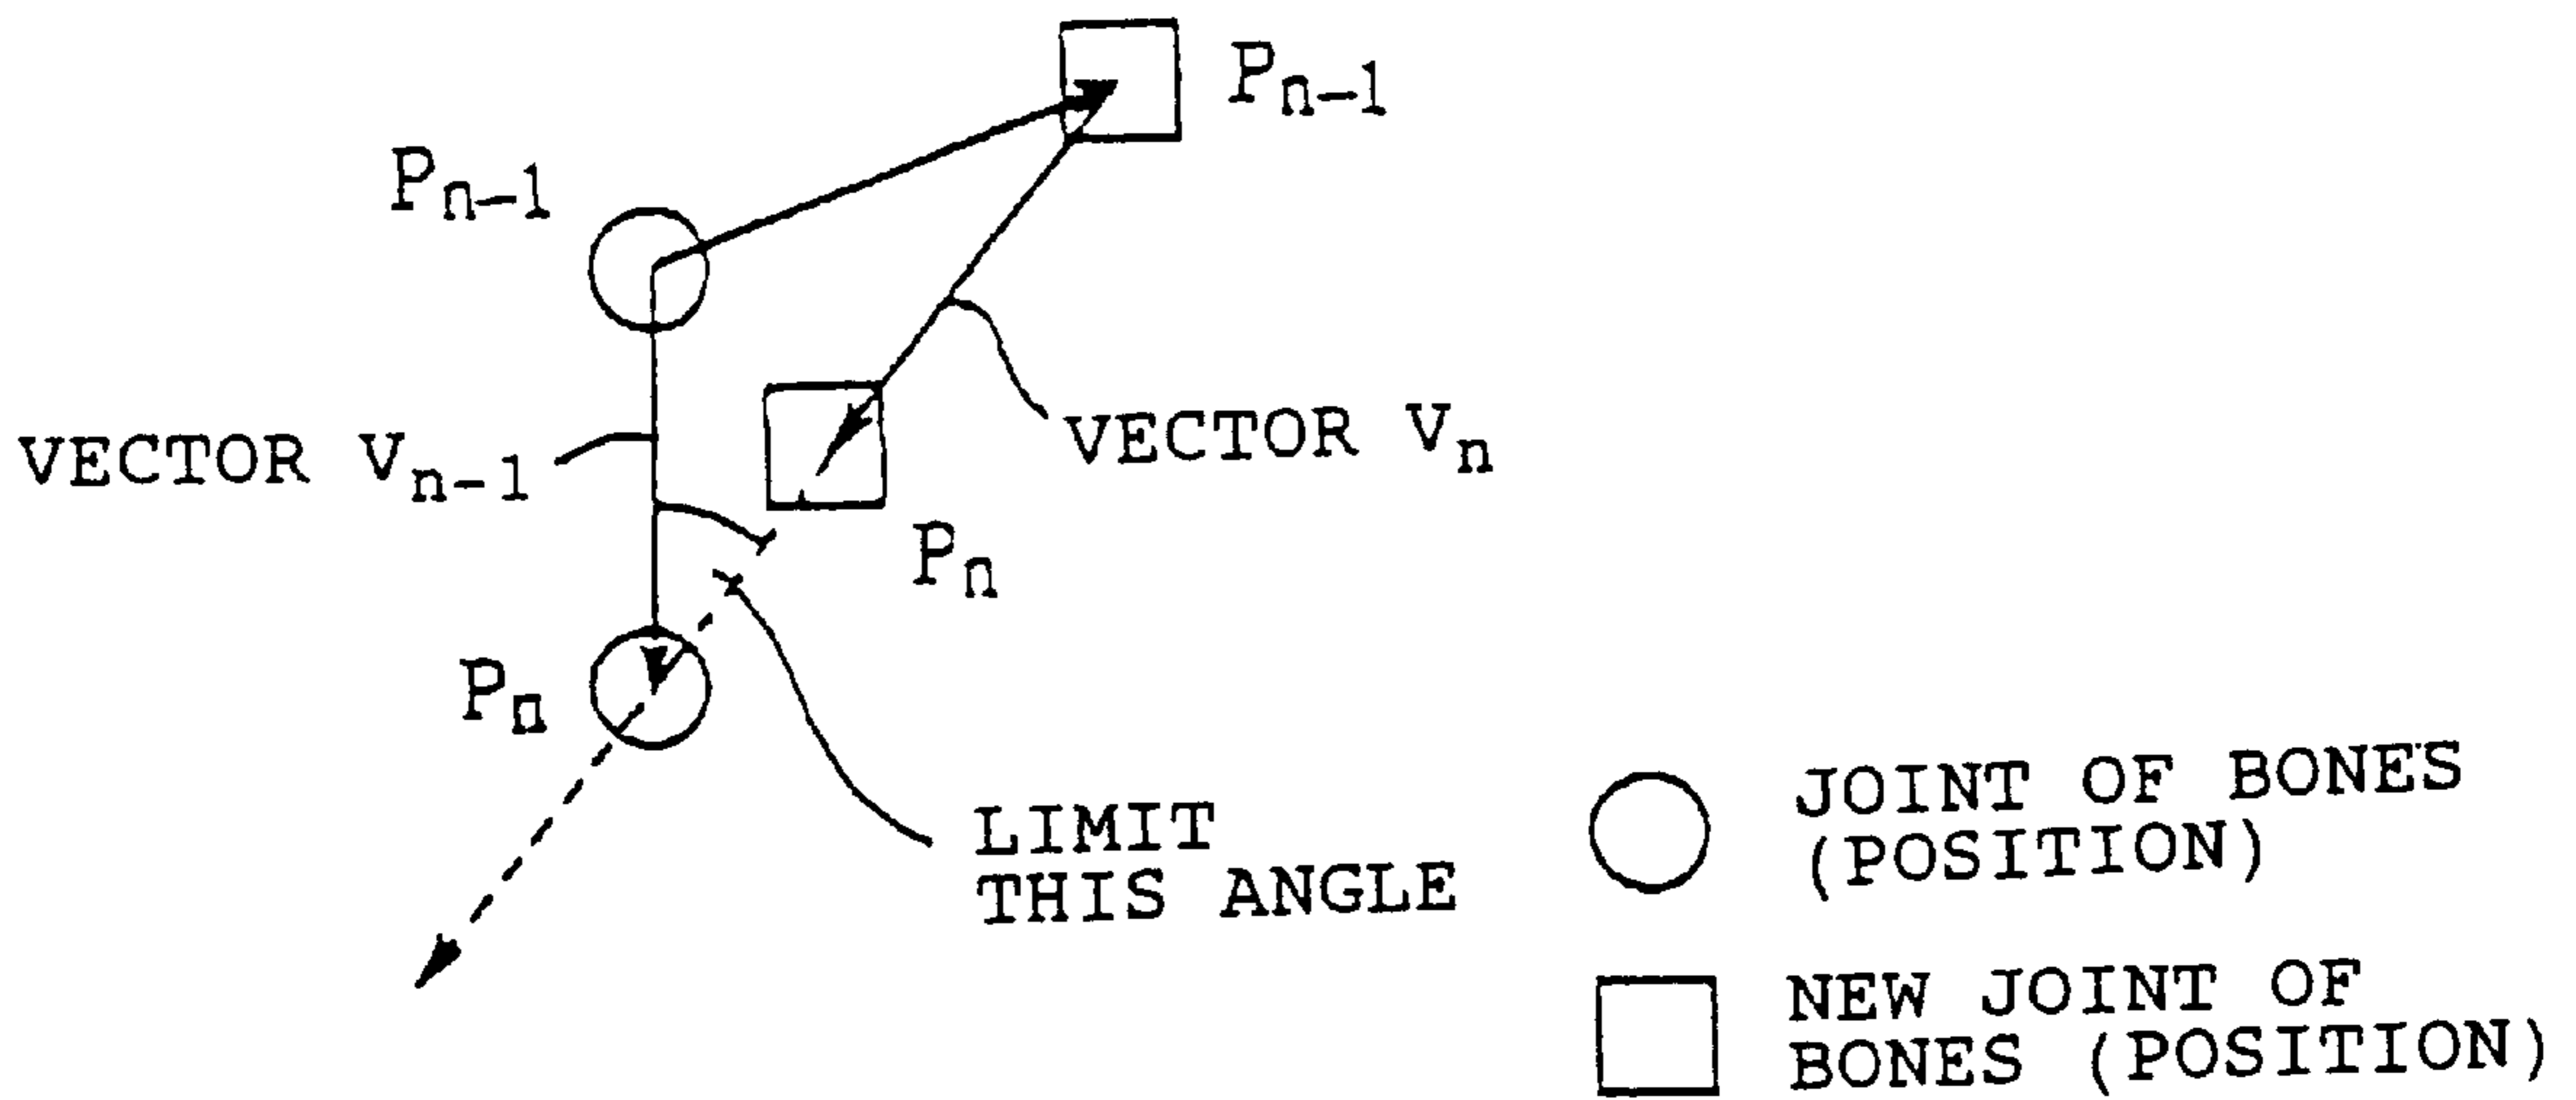 Pn-1
Pn-1
VECTOR Vn-1
VECTOR Vn
Pn
Pn
LIMIT
THIS ANGLE
JOINT OF BONES
(POSITION)
NEW JOINT OF
BONES (POSITION)